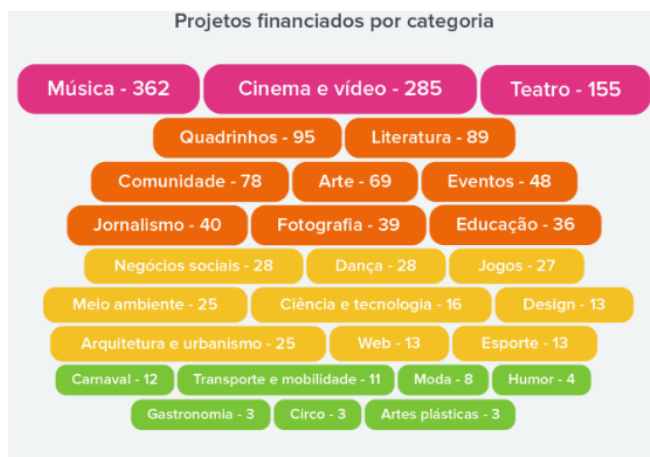 Projetos financiados por categoria
Música - 362 Cinema e vídeo - 285 Teatro - 155
Quadrinhos - 95 Literatura - 89
Comunidade - 78 Arte - 69 Eventos - 48
Jornalismo - 40 Fotografia - 39 Educação - 36
Negócios sociais - 28 Dança - 28 Jogos - 27
Meio ambiente - 25 Ciência e tecnologia - 16 Design - 13
Arquitetura e urbanismo - 25 Web - 13 Esporte - 13
Carnaval - 12 Transporte e mobilidade - 11 Moda - 8 Humor - 4
Gastronomia - 3 Circo - 3 Artes plásticas - 3